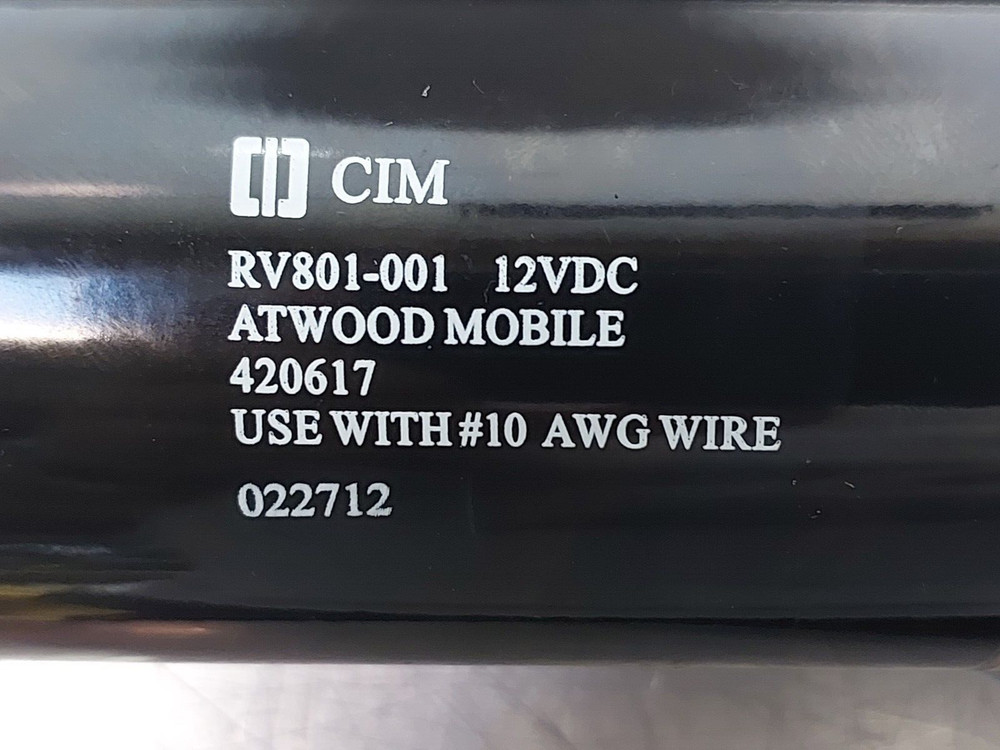 CIM
RV801-001 12VDC
ATWOOD MOBILE
420617
USE WITH #10 AWG WIRE
022712